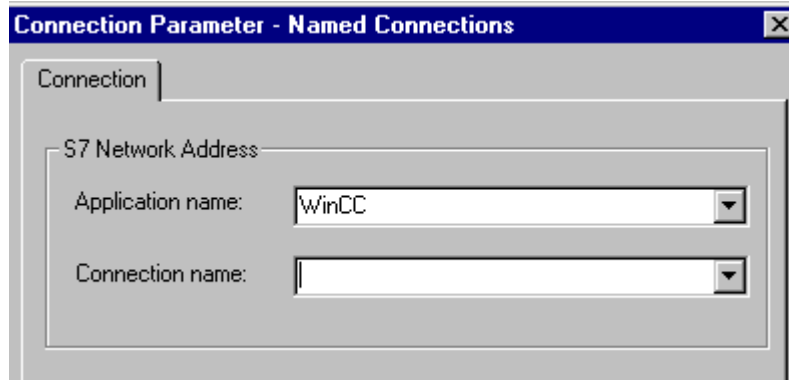 Connection Parameter - Named Connections
Connection
S7 Network Address
Application name: WinCC
Connection name: